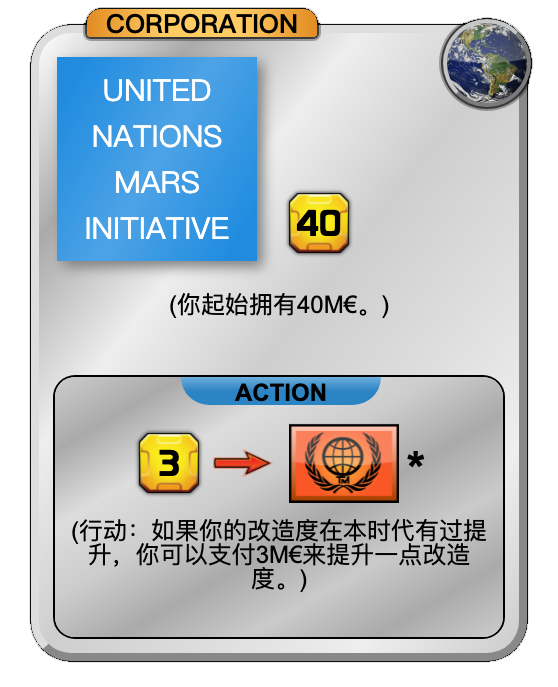 CORPORATION
UNITED
NATIONS
MARS
INITIATIVE
40
(你起始拥有40M€。)
ACTION
3
TM
*
(行动：如果你的改造度在本时代有过提
升，你可以支付3M€来提升一点改造
度。)